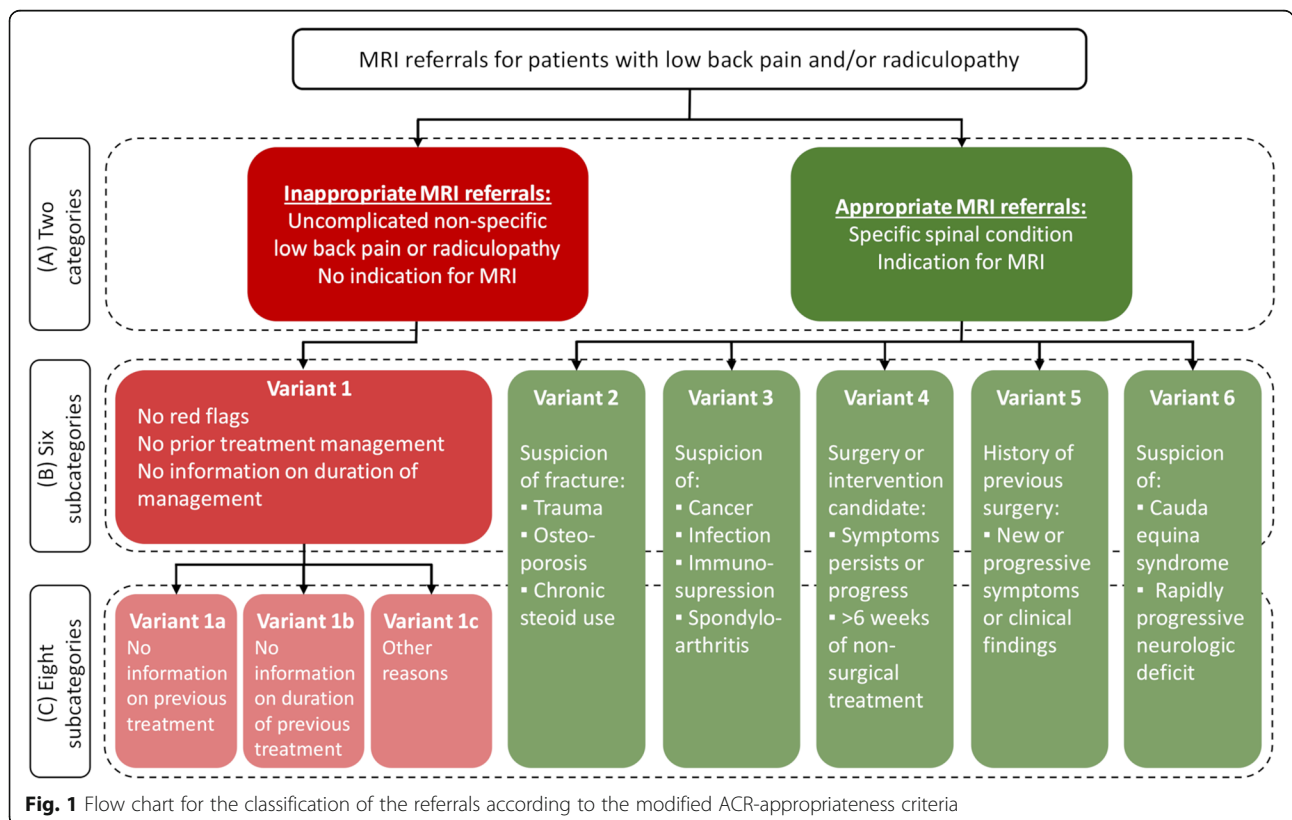 MRI referrals for patients with low back pain and/or radiculopathy
(A) Two
categories
Inappropriate MRI referrals:
Uncomplicated non-specific
low back pain or radiculopathy
No indication for MRI
Appropriate MRI referrals:
Specific spinal condition
Indication for MRI
(B) Six
subcategories
Variant 1
No red flags
No prior treatment management
No information on duration of
management
Variant 2
Suspicion
of fracture:
▪ Trauma
▪ Osteo-
porosis
▪ Chronic
steoid use
Variant 3
Suspicion
of:
▪ Cancer
▪ Infection
▪ Immuno-
supression
▪ Spondylo-
arthritis
Variant 4
Surgery or
intervention
candidate:
▪ Symptoms
persists or
progress
▪ >6 weeks
of non-
surgical
treatment
Variant 5
History of
previous
surgery:
▪ New or
progressive
symptoms
or clinical
findings
Variant 6
Suspicion
of:
▪ Cauda
equina
syndrome
▪ Rapidly
progressive
neurologic
deficit
(C) Eight
subcategories
Variant 1a
No
information
on previous
treatment
Variant 1b
No
information
on duration
of previous
treatment
Variant 1c
Other
reasons
Fig. 1 Flow chart for the classification of the referrals according to the modified ACR-appropriateness criteria